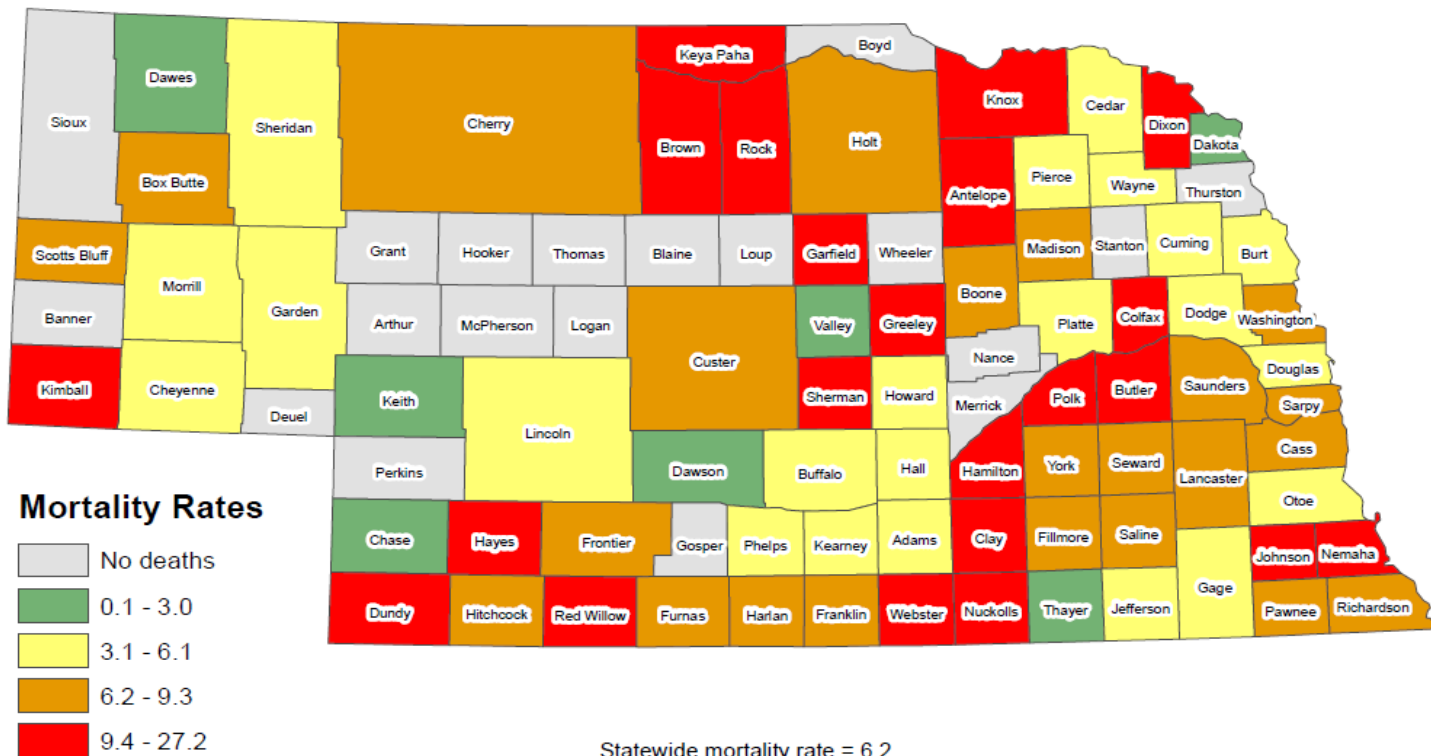 Keya Paha
Boyd
Dawes
Knox
Cedar
Sioux
Sheridan
Cherry
Dixon
Brown
Rock
Holt
Dakota
Box Butte
Pierce
Wayne
Thurston
Antelope
Scotts Bluff
Grant
Hooker
Thomas
Blaine
Loup
Garfield
Wheeler
Madison
Stanton
Cuming
Burt
Morrill
Boone
Banner
Garden
Arthur
McPherson
Logan
Valley
Greeley
Platte
Colfax
Dodge
Washington
Custer
Nance
Kimball
Cheyenne
Keith
Sherman
Howard
Merrick
Polk
Butler
Saunders
Douglas
Sarpy
Deuel
Lincoln
Perkins
Dawson
Buffalo
Hall
Hamilton
York
Seward
Lancaster
Cass
Otoe
Chase
Hayes
Frontier
Gosper
Phelps
Kearney
Adams
Clay
Fillmore
Saline
Johnson
Nemaha
Dundy
Hitchcock
Red Willow
Furnas
Harlan
Franklin
Webster
Nuckolls
Thayer
Jefferson
Gage
Pawnee
Richardson
Mortality Rates
No deaths
0.1 - 3.0
3.1 - 6.1
6.2 - 9.3
9.4 - 27.2
Statewide mortality rate = 6.2